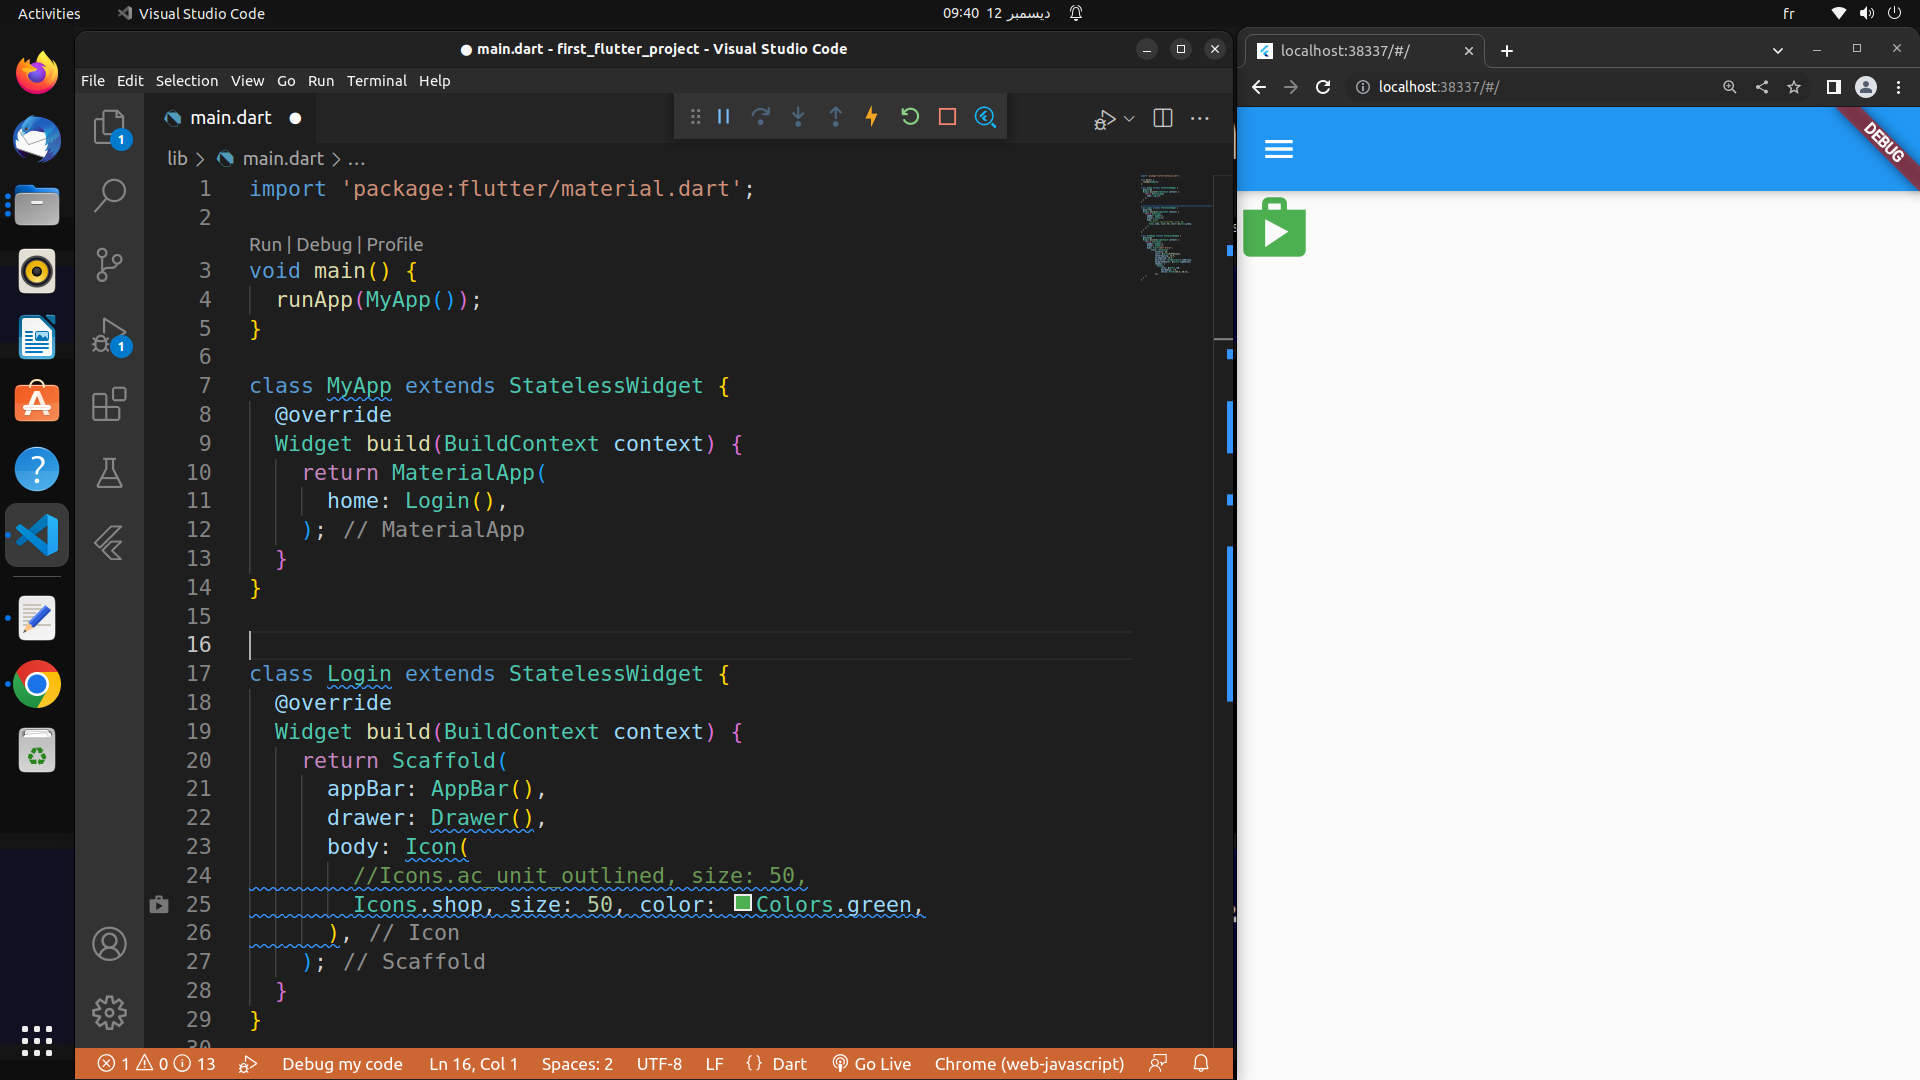 Activities
Visual Studio Code
09:40 12 ديسمبر
fr
main.dart - first_flutter_project - Visual Studio Code
File Edit Selection View Go Run Terminal Help
main.dart
lib > main.dart > ...
1 import 'package:flutter/material.dart';
2
Run | Debug | Profile
3 void main() {
4 runApp(MyApp());
5 }
6
7 class MyApp extends StatelessWidget {
8 @override
9 Widget build(BuildContext context) {
10 return MaterialApp(
11 home: Login(),
12 ); // MaterialApp
13 }
14 }
15
16
17 class Login extends StatelessWidget {
18 @override
19 Widget build(BuildContext context) {
20 return Scaffold(
21 appBar: AppBar(),
22 drawer: Drawer(),
23 body: Icon(
24 //Icons.ac_unit_outlined, size: 50,
25 Icons.shop, size: 50, color: Colors.green,
26 ), // Icon
27 ); // Scaffold
28 }
29 }
30
1
1
1 0 13 Debug my code Ln 16, Col 1 Spaces: 2 UTF-8 LF {} Dart Go Live Chrome (web-javascript)
localhost:38337/#/
localhost:38337/#/
DEBUG